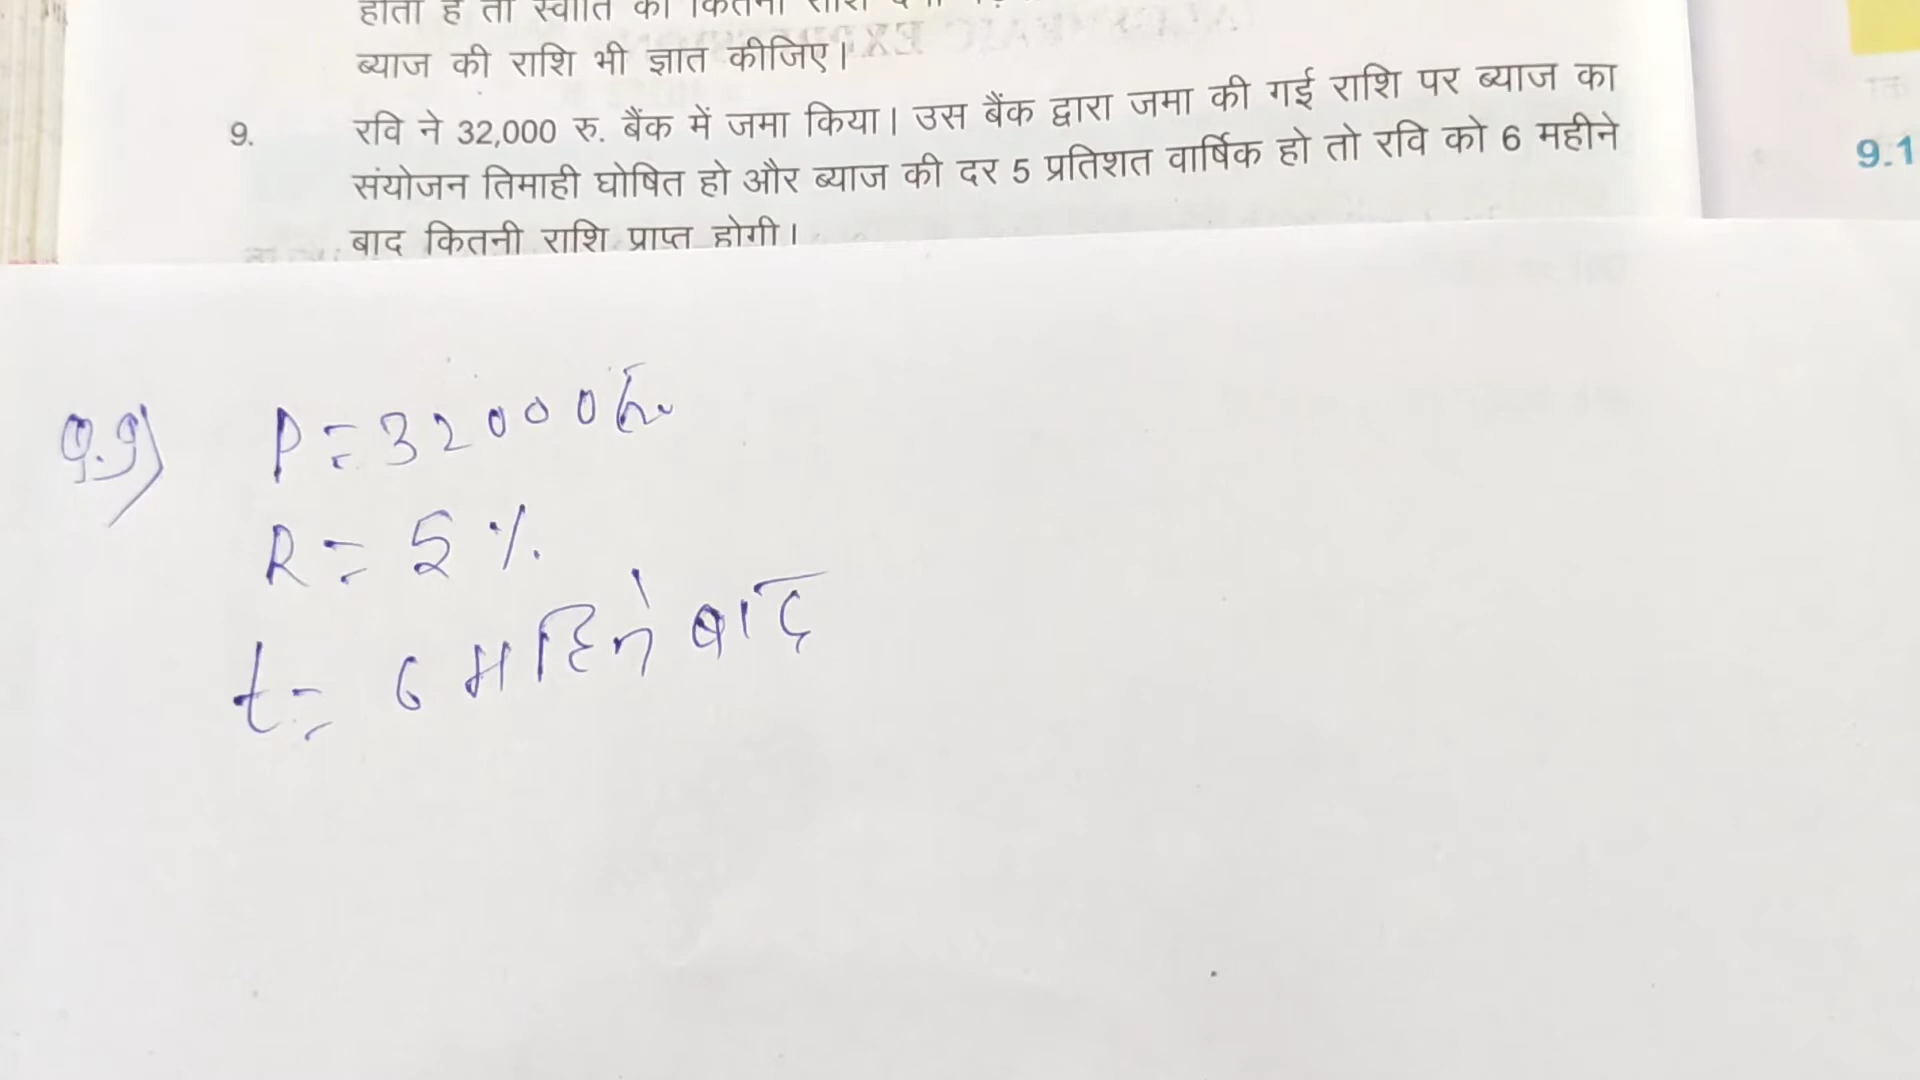 ब्याज की राशि भी ज्ञात कीजिए।
9. रवि ने 32,000 रु. बैंक में जमा किया। उस बैंक द्वारा जमा की गई राशि पर ब्याज का
संयोजन तिमाही घोषित हो और ब्याज की दर 5 प्रतिशत वार्षिक हो तो रवि को 6 महीने
बाद कितनी राशि प्राप्त होगी।
9.1
Q.9) P = 32000 रु.
R = 5 %
t = 6 महिने बाद